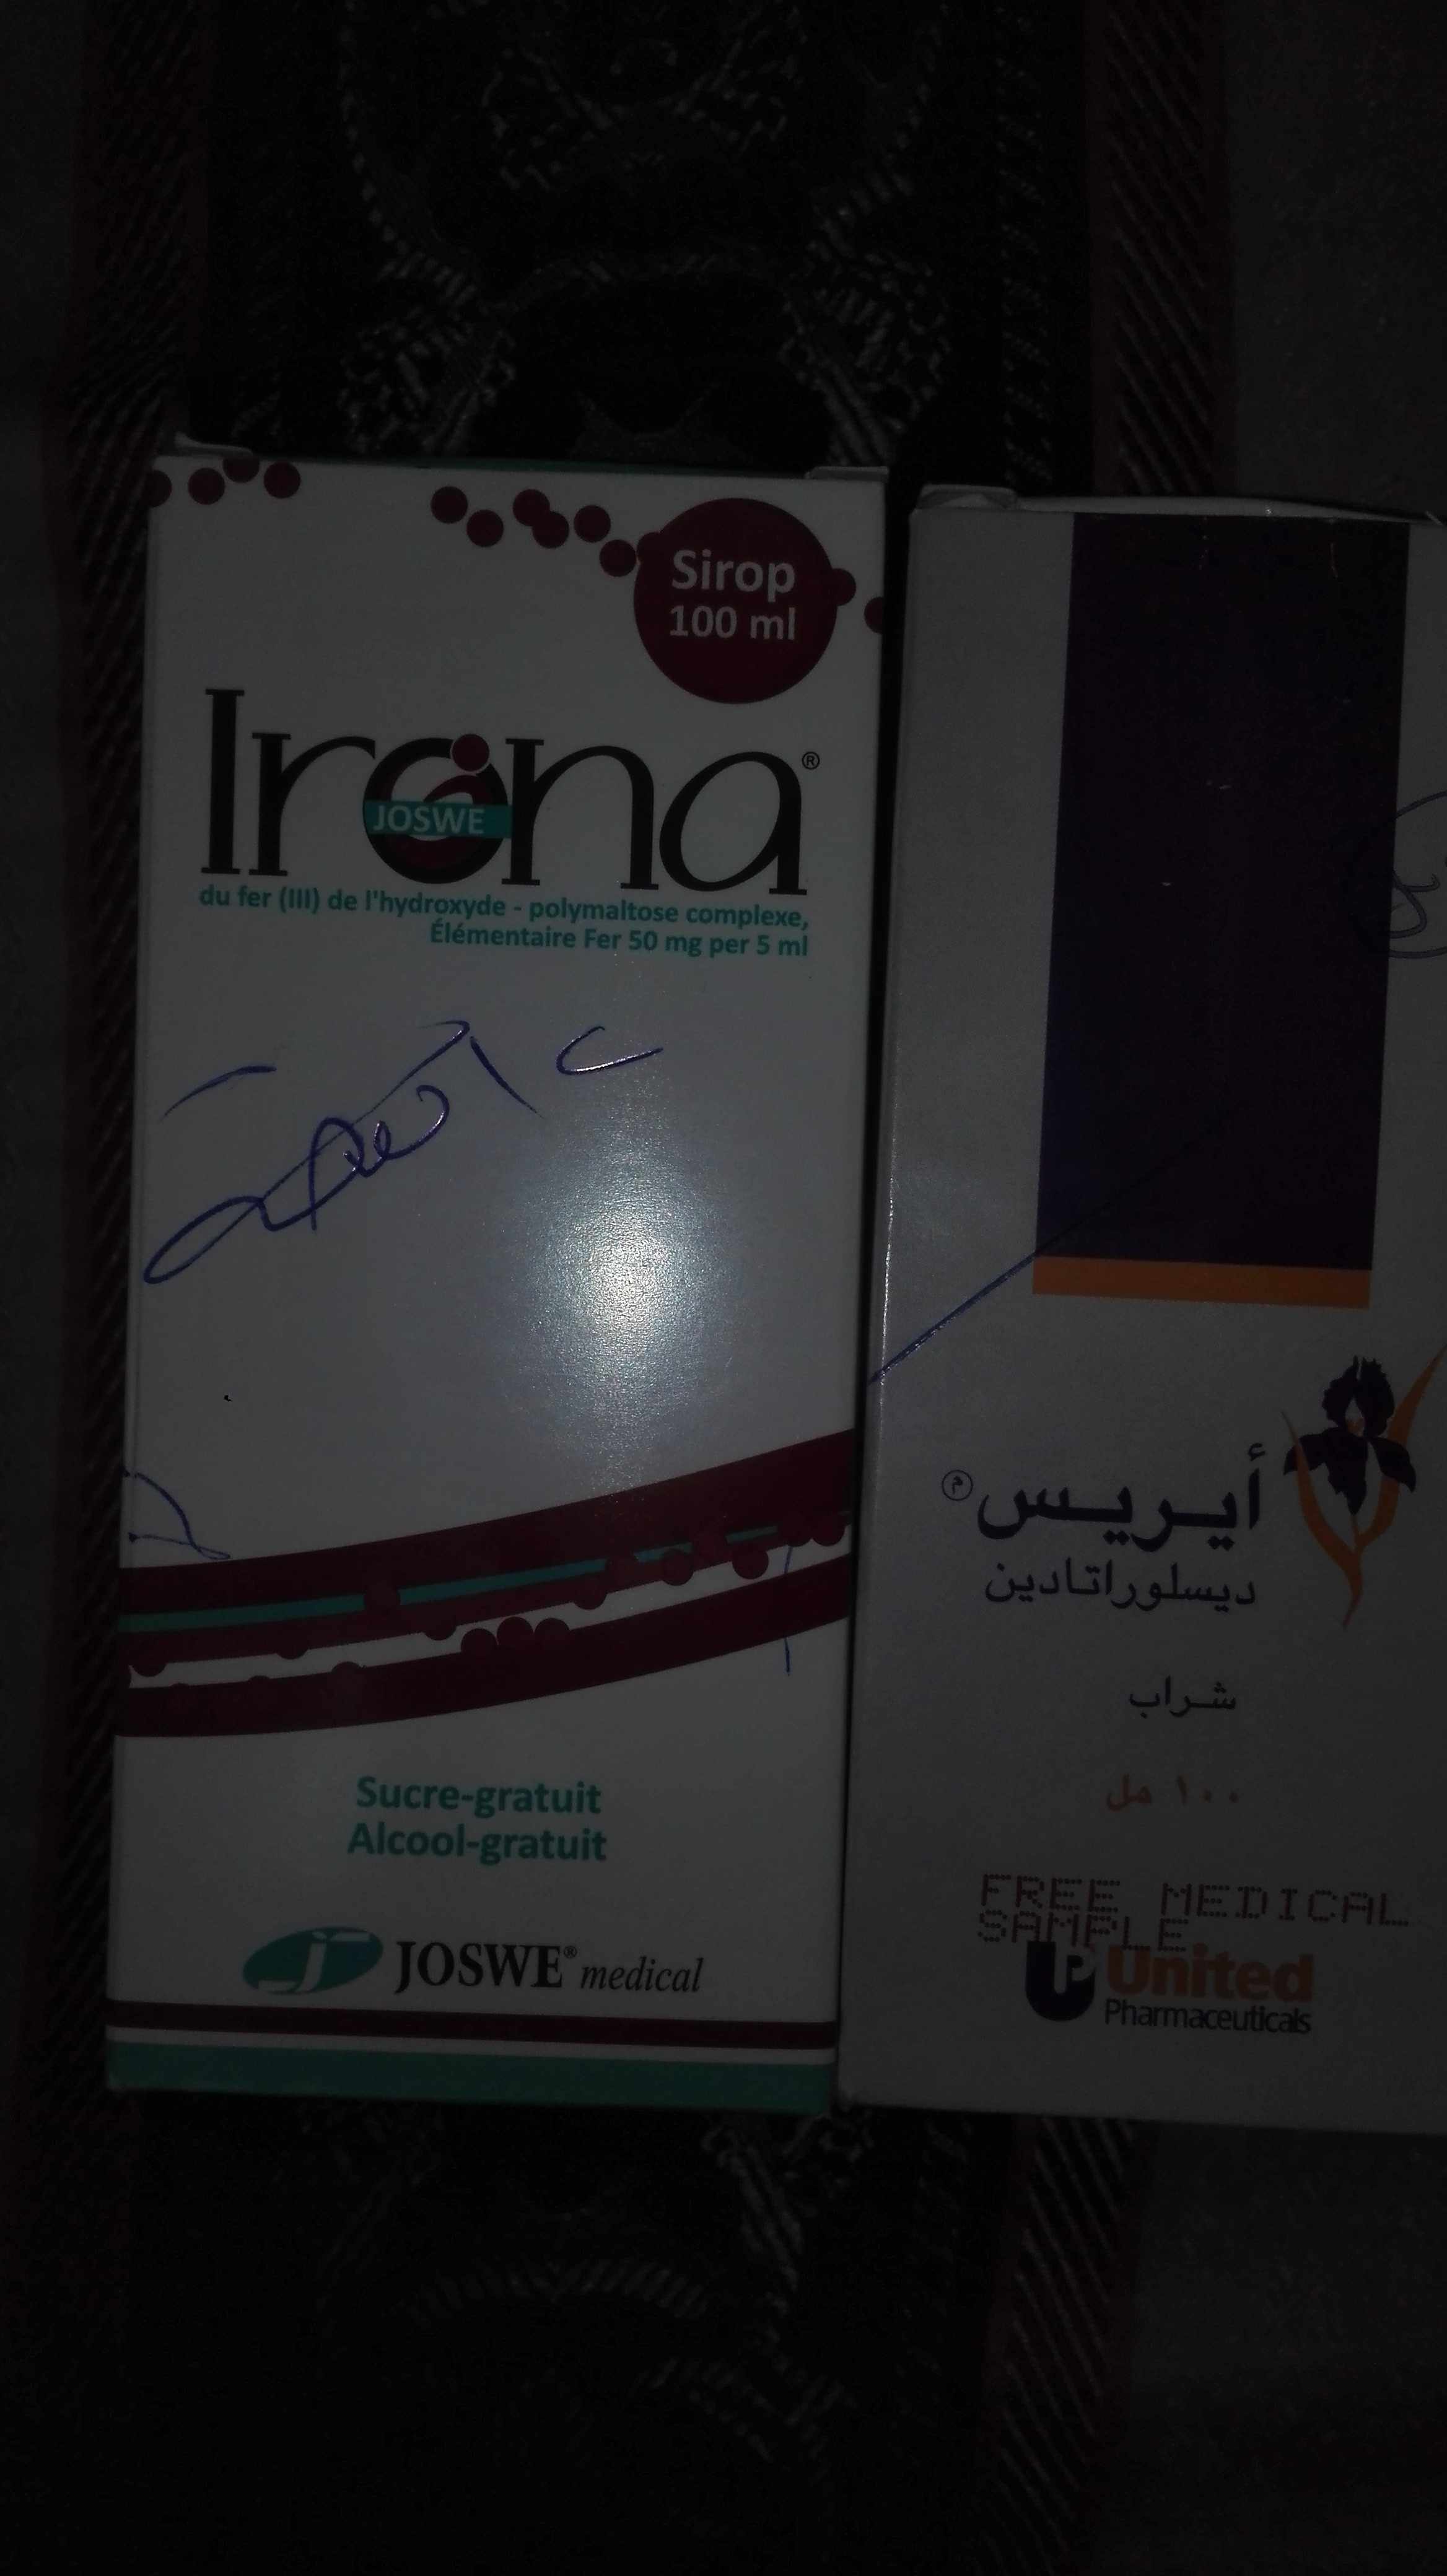 Sirop
100 ml
Irona®
JOSWE
du fer (III) de l'hydroxyde - polymaltose complexe,
Élémentaire Fer 50 mg per 5 ml
Sucre-gratuit
Alcool-gratuit
JOSWE® medical
أيريس م
ديسلوراتادين
شراب
١٠٠ مل
FREE MEDICAL
SAMPLE
UP United
Pharmaceuticals